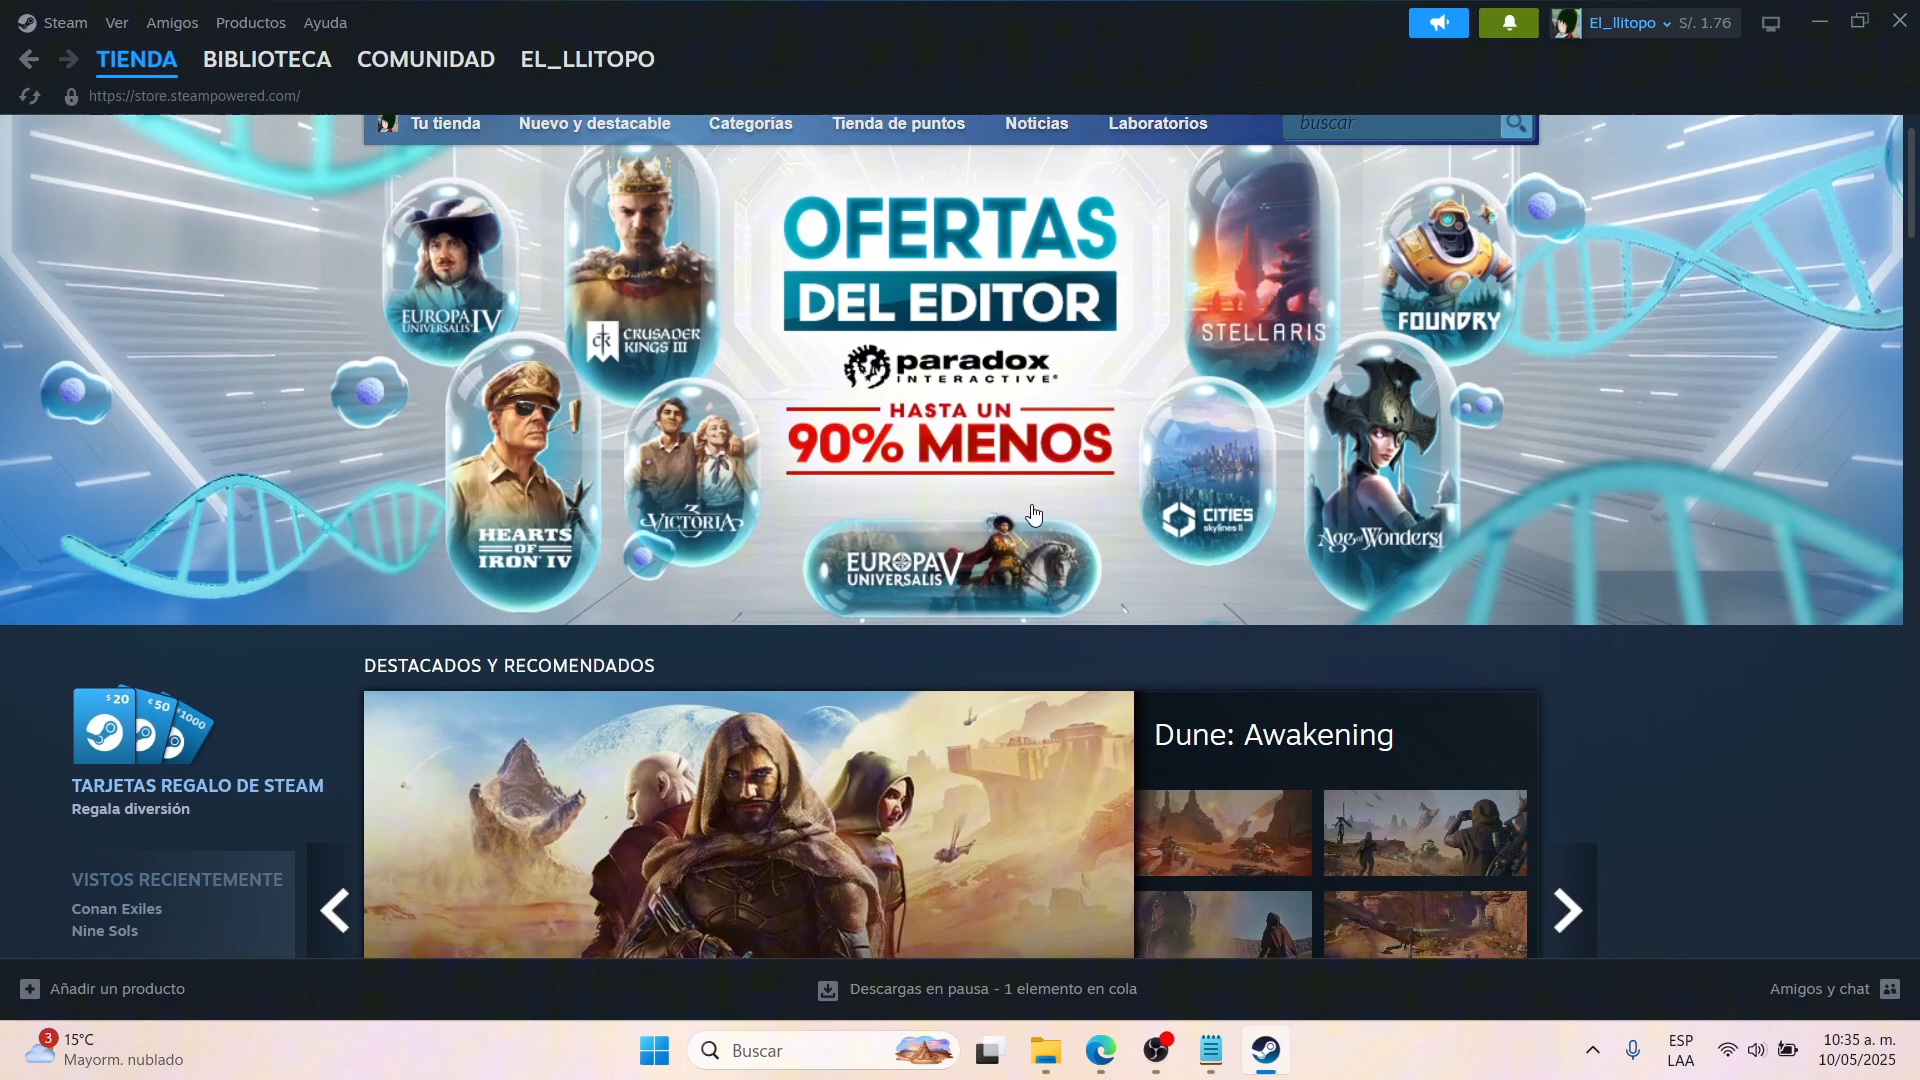 Steam Ver Amigos Productos Ayuda
El_llitopo S/. 1.76
TIENDA BIBLIOTECA COMUNIDAD EL_LLITOPO
https://store.steampowered.com/
Tu tienda Nuevo y destacable Categorías Tienda de puntos Noticias Laboratorios buscar
OFERTAS
DEL EDITOR
paradox
INTERACTIVE
HASTA UN
90% MENOS
EUROPA
UNIVERSALIS IV
CRUSADER
KINGS III
STELLARIS
FOUNDRY
HEARTS
OF
IRON IV
VICTORIA
3
EUROPA V
UNIVERSALIS
CITIES
skylines II
Age of Wonders 4
DESTACADOS Y RECOMENDADOS
$20 €50 ¥1000
TARJETAS REGALO DE STEAM
Regala diversión
VISTOS RECIENTEMENTE
Conan Exiles
Nine Sols
Dune: Awakening
Añadir un producto
Descargas en pausa - 1 elemento en cola
Amigos y chat
3
15°C
Mayorm. nublado
Buscar
ESP
LAA
10:35 a. m.
10/05/2025